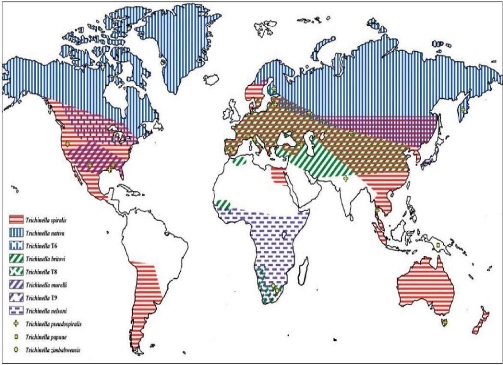 Trichinella spiralis
Trichinella nativa
Trichinella T6
Trichinella britovi
Trichinella T8
Trichinella murelli
Trichinella T9
Trichinella nelsoni
Trichinella pseudospiralis
Trichinella papuae
Trichinella zimbabwensis